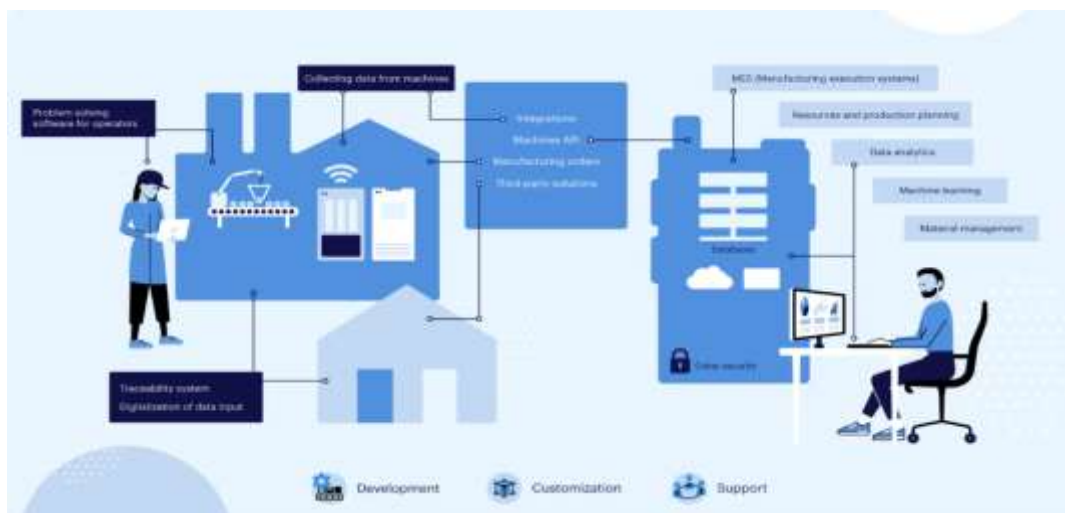 Collecting data from machines
Problem solving
software for operators
Integrations
Machines API
Manufacturing orders
Third-party solutions
MES (Manufacturing execution systems)
Resources and production planning
Data analytics
Machine learning
Material management
Database
Cyber security
Traceability system
Digitalization of data input
Development
Customization
Support